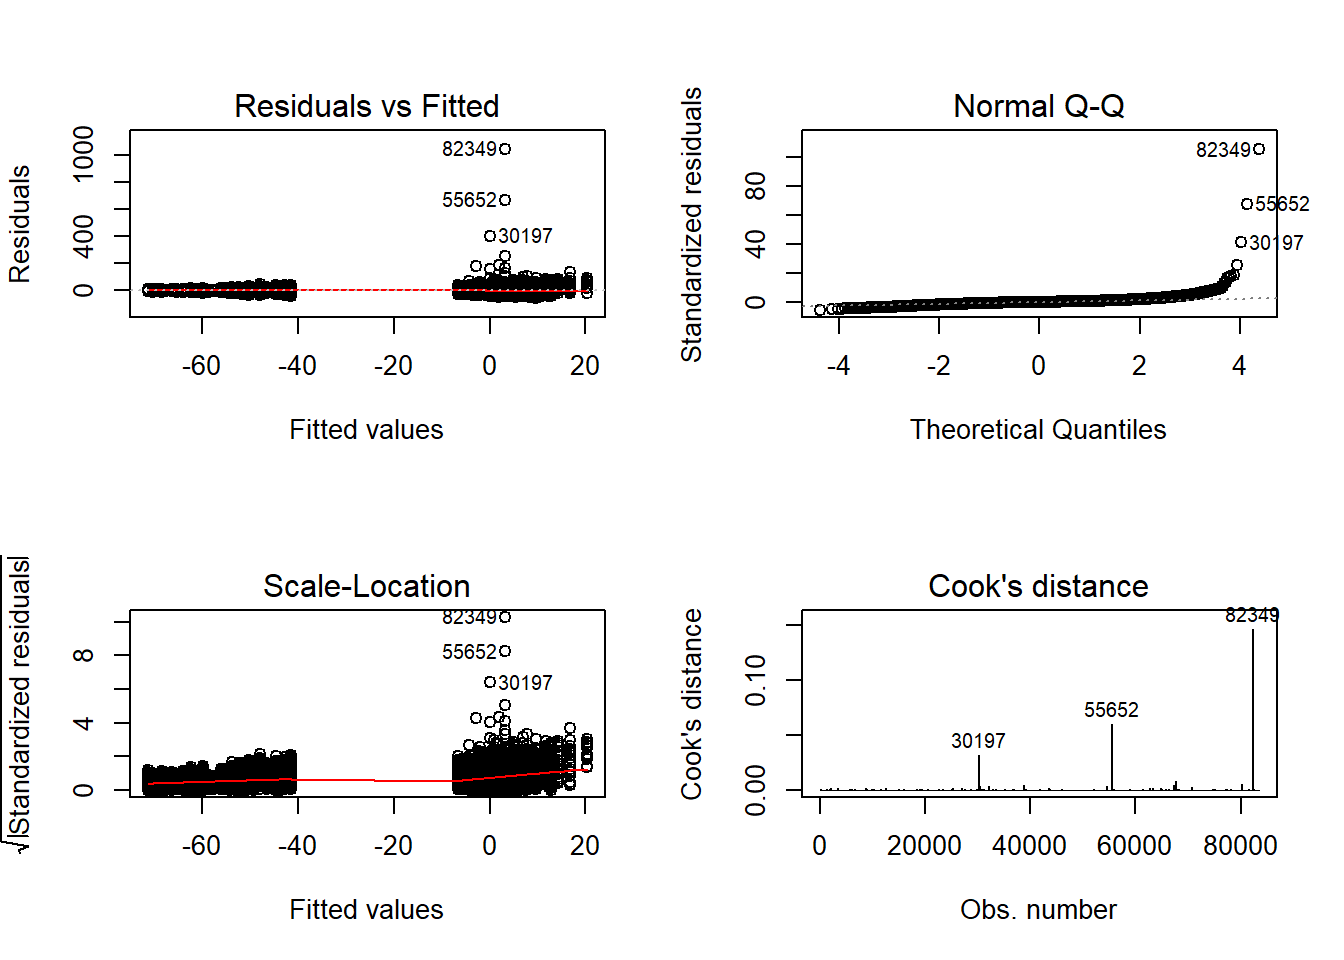 Residuals vs Fitted
Residuals
0 400 1000
82349
55652
30197
-60 -40 -20 0 20
Fitted values
Normal Q-Q
Standardized residuals
0 40 80
82349
55652
30197
-4 -2 0 2 4
Theoretical Quantiles
Scale-Location
√|Standardized residuals|
0 4 8
82349
55652
30197
-60 -40 -20 0 20
Fitted values
Cook's distance
Cook's distance
0.00 0.10
82349
55652
30197
0 20000 40000 60000 80000
Obs. number